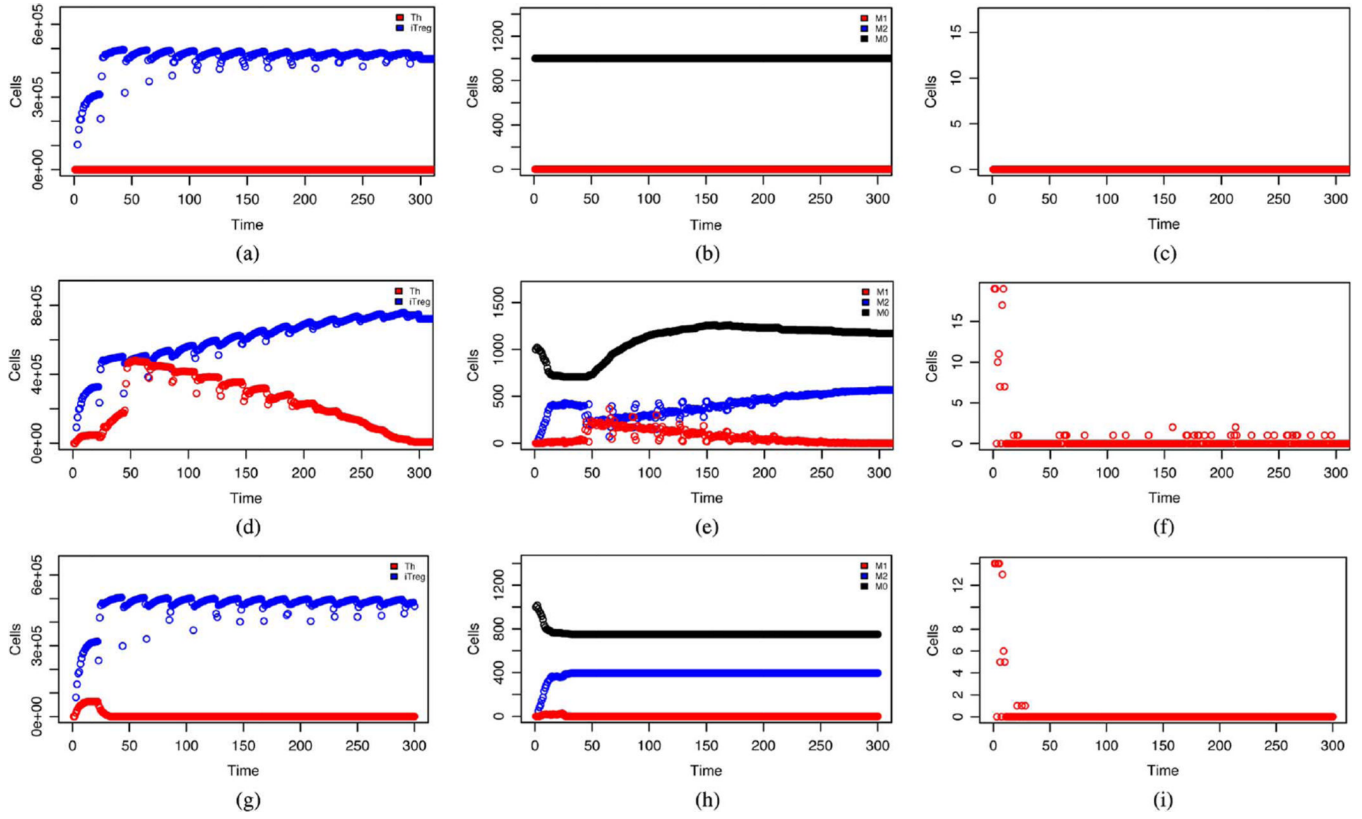 6e+05
3e+05
0e+00
Cells
Th
iTreg
0 50 100 150 200 250 300
Time
(a)
1200
800
400
0
Cells
M1
M2
M0
0 50 100 150 200 250 300
Time
(b)
15
10
5
0
Cells
0 50 100 150 200 250 300
Time
(c)
8e+05
4e+05
0e+00
Cells
Th
iTreg
0 50 100 150 200 250 300
Time
(d)
1500
1000
500
0
Cells
M1
M2
M0
0 50 100 150 200 250 300
Time
(e)
15
10
5
0
Cells
0 50 100 150 200 250 300
Time
(f)
6e+05
3e+05
0e+00
Cells
Th
iTreg
0 50 100 150 200 250 300
Time
(g)
1200
800
400
0
Cells
M1
M2
M0
0 50 100 150 200 250 300
Time
(h)
12
8
6
4
2
0
Cells
0 50 100 150 200 250 300
Time
(i)